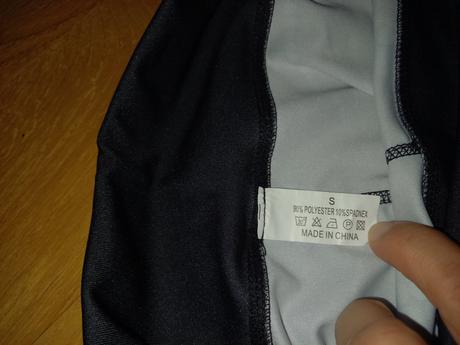 S
90% POLYESTER 10% SPADNEX
MADE IN CHINA